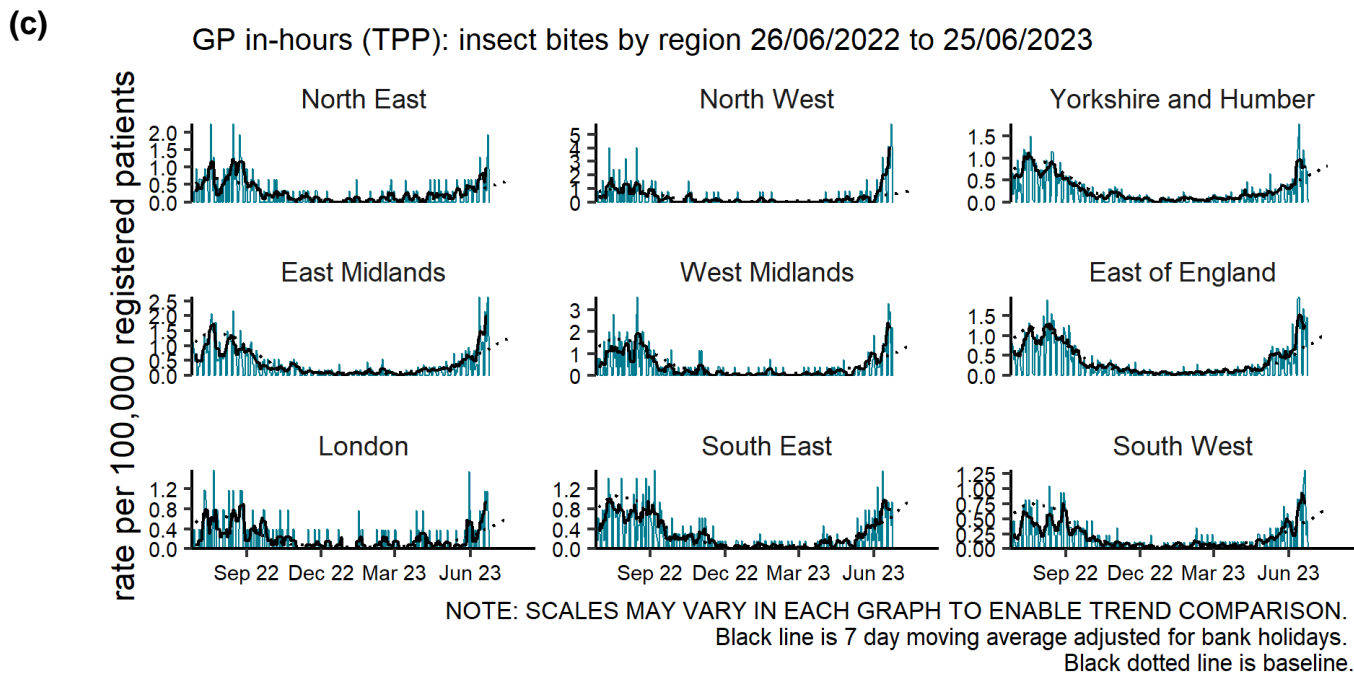 (c)
GP in-hours (TPP): insect bites by region 26/06/2022 to 25/06/2023
rate per 100,000 registered patients
North East
2.0
1.5
1.0
0.5
0.0
North West
5
4
3
2
1
0
Yorkshire and Humber
1.5
1.0
0.5
0.0
East Midlands
2.5
2.0
1.5
1.0
0.5
0.0
West Midlands
3
2
1
0
East of England
1.5
1.0
0.5
0.0
London
1.2
0.8
0.4
0.0
Sep 22 Dec 22 Mar 23 Jun 23
South East
1.2
0.8
0.4
0.0
Sep 22 Dec 22 Mar 23 Jun 23
South West
1.25
1.00
0.75
0.50
0.25
0.00
Sep 22 Dec 22 Mar 23 Jun 23
NOTE: SCALES MAY VARY IN EACH GRAPH TO ENABLE TREND COMPARISON.
Black line is 7 day moving average adjusted for bank holidays.
Black dotted line is baseline.